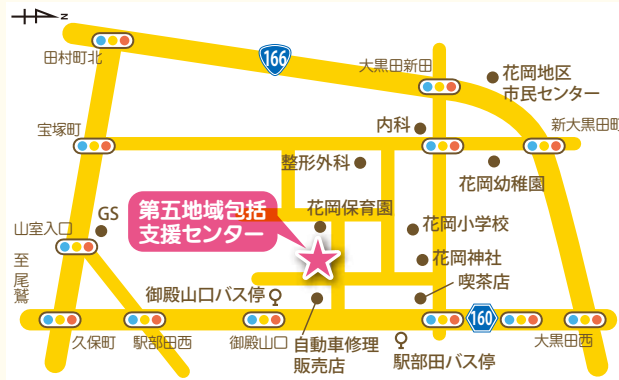 N
田村町北
166
大黒田新田
花岡地区
市民センター
宝塚町
内科
新大黒田町
整形外科
花岡幼稚園
第五地域包括
支援センター
花岡保育園
GS
花岡小学校
山室入口
花岡神社
至尾鷲
喫茶店
御殿山口バス停
160
久保町
駅部田西
御殿山口
自動車修理
販売店
駅部田バス停
大黒田西